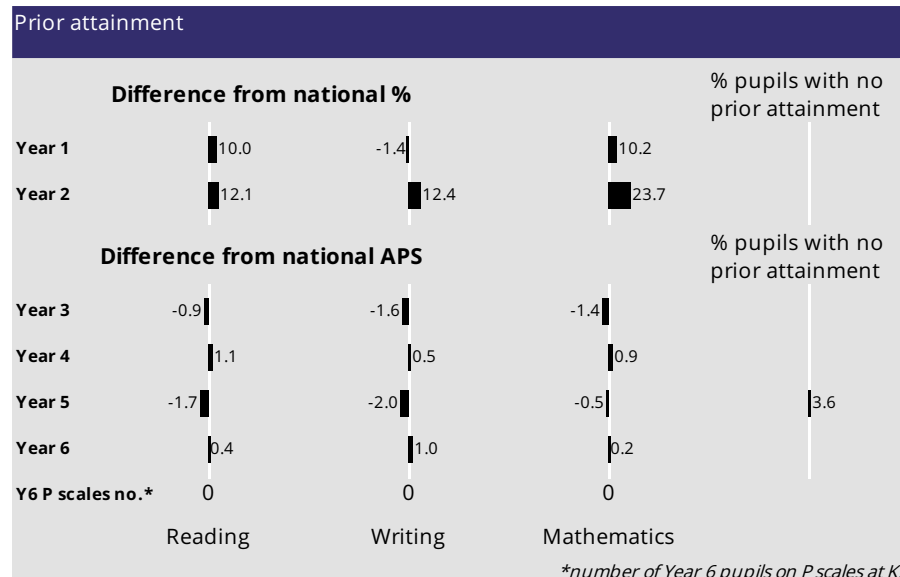 Prior attainment
Difference from national %
% pupils with no
prior attainment
Year 1 10.0 -1.4 10.2
Year 2 12.1 12.4 23.7
Difference from national APS
% pupils with no
prior attainment
Year 3 -0.9 -1.6 -1.4
Year 4 1.1 0.5 0.9
Year 5 -1.7 -2.0 -0.5 3.6
Year 6 0.4 1.0 0.2
Y6 P scales no.* 0 0 0
Reading Writing Mathematics
*number of Year 6 pupils on P scales at K